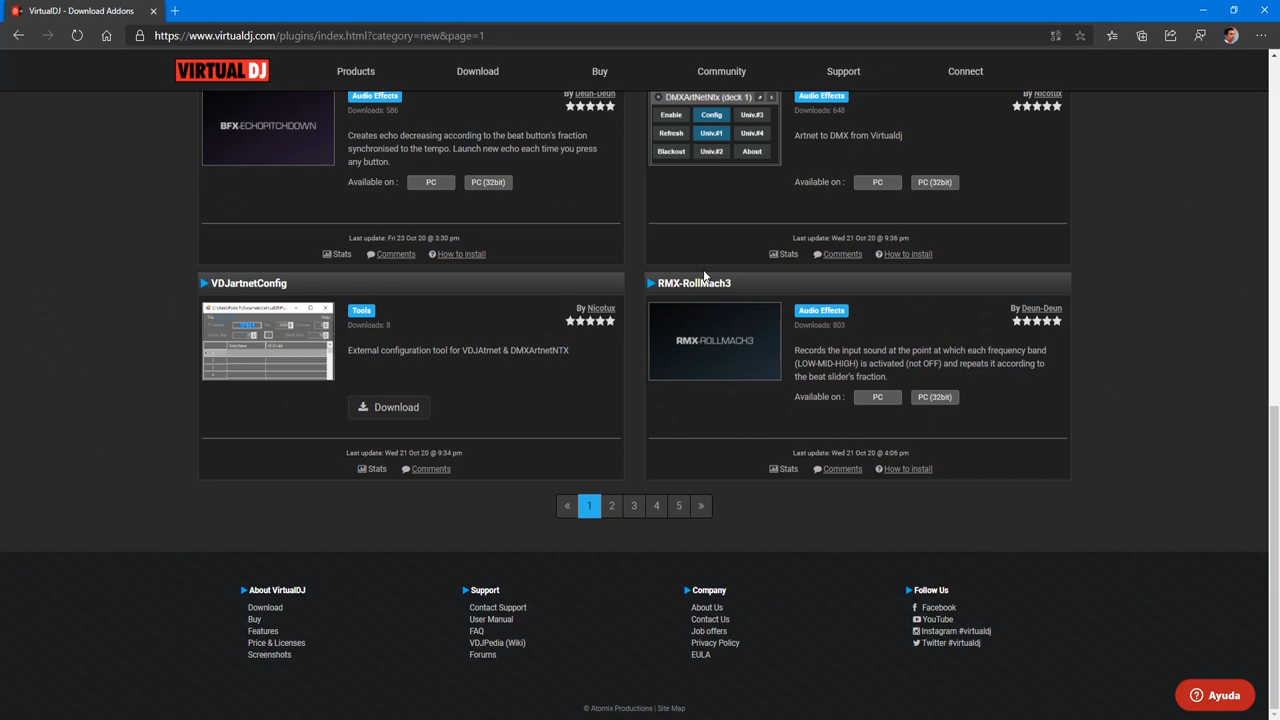 VirtualDJ - Download Addons
https://www.virtualdj.com/plugins/index.html?category=new&page=1
VIRTUAL DJ
Products
Download
Buy
Community
Support
Connect
BFX-ECHOPITCHDOWN
Audio Effects
By Deun-Deun
Downloads: 586
Creates echo decreasing according to the beat button's fraction
synchronised to the tempo. Launch new echo each time you press
any button.
Available on :
PC
PC (32bit)
Last update: Fri 23 Oct 20 @ 3:30 pm
Stats
Comments
How to install
DMXArtNetNtx (deck 1)
Enable
Config
Univ.#3
Refresh
Univ.#1
Univ.#4
Blackout
Univ.#2
About
Audio Effects
By Nicotux
Downloads: 648
Artnet to DMX from Virtualdj
Available on :
PC
PC (32bit)
Last update: Wed 21 Oct 20 @ 9:36 pm
Stats
Comments
How to install
VDJartnetConfig
Tools
By Nicotux
Downloads: 8
External configuration tool for VDJAtrnet & DMXArtnetNTX
Download
Last update: Wed 21 Oct 20 @ 9:34 pm
Stats
Comments
RMX-RollMach3
RMX-ROLLMACH3
Audio Effects
By Deun-Deun
Downloads: 803
Records the input sound at the point at which each frequency band
(LOW-MID-HIGH) is activated (not OFF) and repeats it according to
the beat slider's fraction.
Available on :
PC
PC (32bit)
Last update: Wed 21 Oct 20 @ 4:06 pm
Stats
Comments
How to install
« 1 2 3 4 5 »
About VirtualDJ
Download
Buy
Features
Price & Licenses
Screenshots
Support
Contact Support
User Manual
FAQ
VDJPedia (Wiki)
Forums
Company
About Us
Contact Us
Job offers
Privacy Policy
EULA
Follow Us
Facebook
YouTube
Instagram #virtualdj
Twitter #virtualdj
© Atomix Productions | Site Map
Ayuda